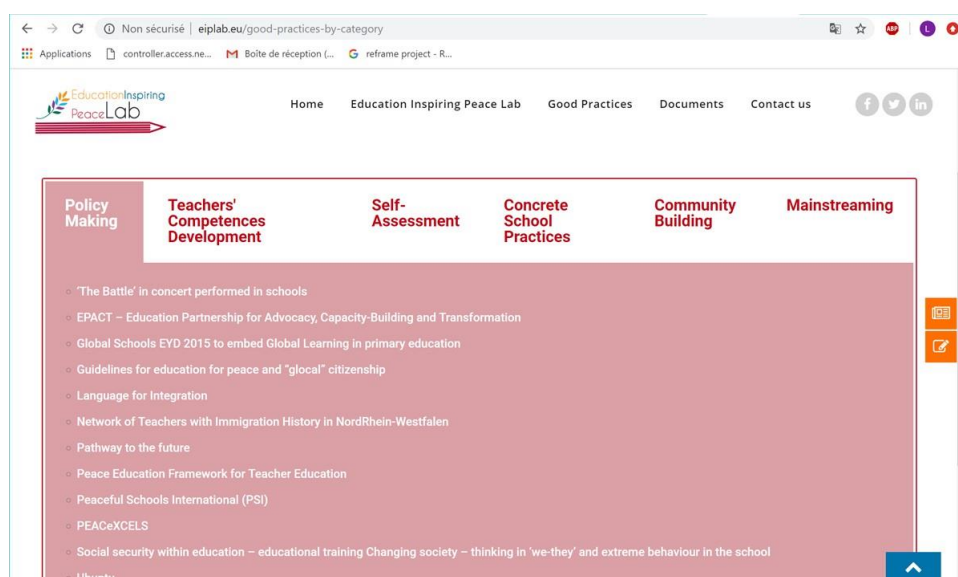 Non sécurisé | eiplab.eu/good-practices-by-category
ABP L
Applications controller.access.ne... Boîte de réception (... reframe project - R...
EducationInspiring
PeaceLab
Home Education Inspiring Peace Lab Good Practices Documents Contact us
Policy Making
Teachers' Competences Development
Self-Assessment
Concrete School Practices
Community Building
Mainstreaming
'The Battle' in concert performed in schools
EPACT – Education Partnership for Advocacy, Capacity-Building and Transformation
Global Schools EYD 2015 to embed Global Learning in primary education
Guidelines for education for peace and "glocal" citizenship
Language for Integration
Network of Teachers with Immigration History in NordRhein-Westfalen
Pathway to the future
Peace Education Framework for Teacher Education
Peaceful Schools International (PSI)
PEACeXCELS
Social security within education – educational training Changing society – thinking in 'we-they' and extreme behaviour in the school